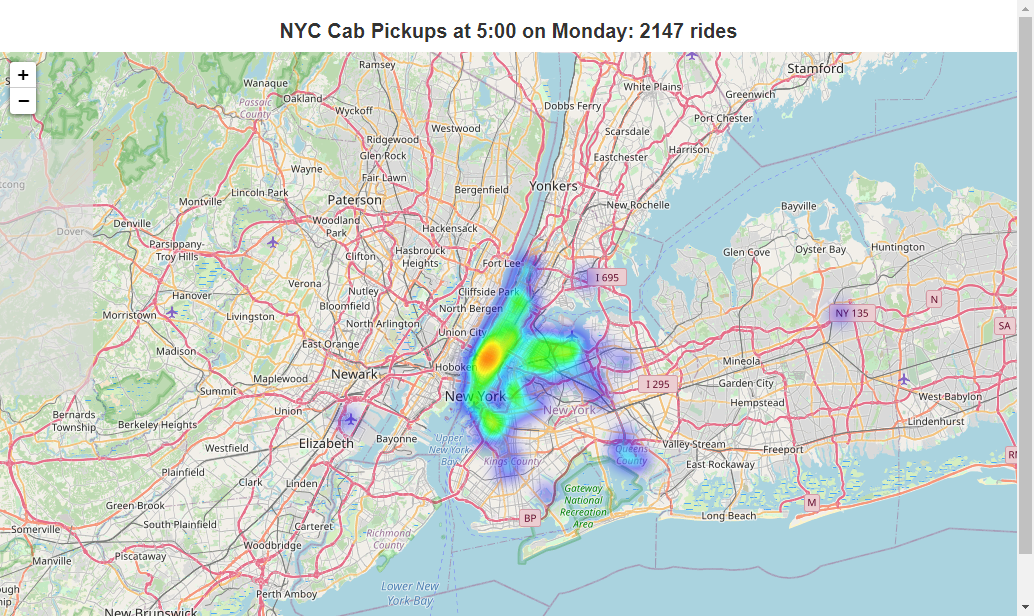 NYC Cab Pickups at 5:00 on Monday: 2147 rides
+
−
Ramsey
Stamford
Wanaque
White Plains
Greenwich
Oakland
Passaic
County
Wyckoff
Dobbs Ferry
Port Chester
Westwood
Scarsdale
Ridgewood
Glen Rock
Eastchester
Harrison
Wayne
Fair Lawn
Bergenfield
Yonkers
Lincoln Park
Paterson
Montville
New Rochelle
Bayville
Denville
Woodland
Park
Hackensack
Dover
Parsippany-
Troy Hills
Clifton
Hasbrouck
Heights
Fort Lee
Glen Cove
Oyster Bay
Huntington
I 695
Verona
Nutley
Cliffside Park
Hanover
Bloomfield
North Bergen
N
Morristown
Livingston
North Arlington
Union City
NY 135
SA
East Orange
Madison
Hoboken
Mineola
Newark
Maplewood
I 295
Garden City
Summit
New York
West Babylon
Hempstead
Union
New York
Bernards
Township
Berkeley Heights
Lindenhurst
Elizabeth
Bayonne
Upper
New York
Bay
Valley Stream
Freeport
Westfield
Queens
County
Kings County
East Rockaway
Plainfield
Clark
Linden
Gateway
National
Recreation
Area
M
Green Brook
Long Beach
BP
South Plainfield
Carteret
Somerville
Richmond
County
Woodbridge
Piscataway
Manville
Perth Amboy
Lower New
York Bay
New Brunswick